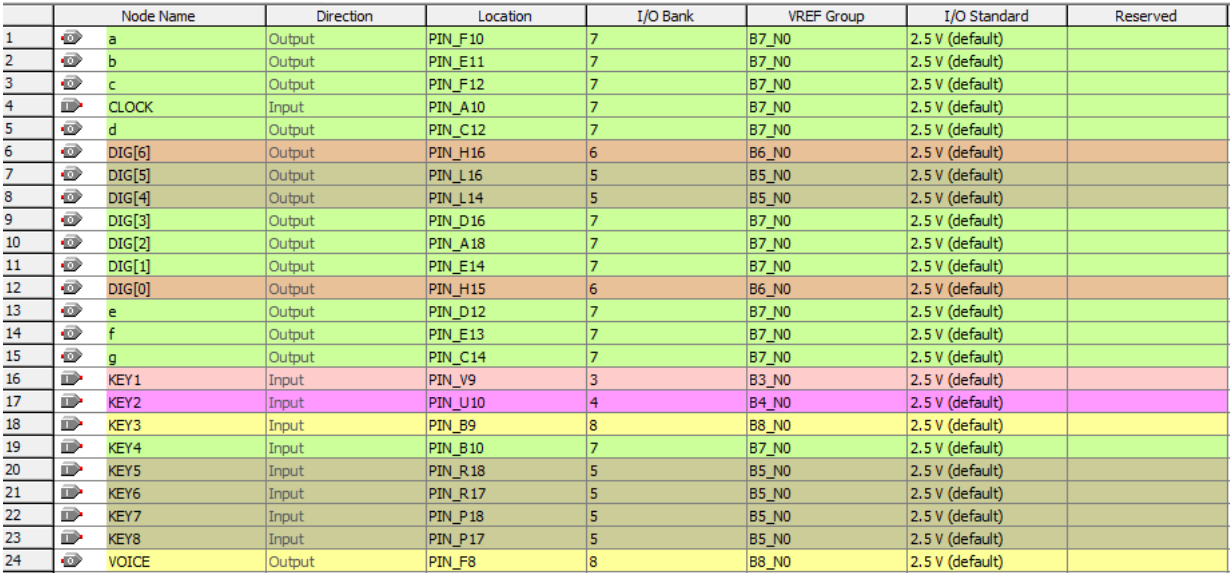 Node Name Direction Location I/O Bank VREF Group I/O Standard Reserved
1 a Output PIN_F10 7 B7_N0 2.5 V (default)
2 b Output PIN_E11 7 B7_N0 2.5 V (default)
3 c Output PIN_F12 7 B7_N0 2.5 V (default)
4 CLOCK Input PIN_A10 7 B7_N0 2.5 V (default)
5 d Output PIN_C12 7 B7_N0 2.5 V (default)
6 DIG[6] Output PIN_H16 6 B6_N0 2.5 V (default)
7 DIG[5] Output PIN_L16 5 B5_N0 2.5 V (default)
8 DIG[4] Output PIN_L14 5 B5_N0 2.5 V (default)
9 DIG[3] Output PIN_D16 7 B7_N0 2.5 V (default)
10 DIG[2] Output PIN_A18 7 B7_N0 2.5 V (default)
11 DIG[1] Output PIN_E14 7 B7_N0 2.5 V (default)
12 DIG[0] Output PIN_H15 6 B6_N0 2.5 V (default)
13 e Output PIN_D12 7 B7_N0 2.5 V (default)
14 f Output PIN_E13 7 B7_N0 2.5 V (default)
15 g Output PIN_C14 7 B7_N0 2.5 V (default)
16 KEY1 Input PIN_V9 3 B3_N0 2.5 V (default)
17 KEY2 Input PIN_U10 4 B4_N0 2.5 V (default)
18 KEY3 Input PIN_B9 8 B8_N0 2.5 V (default)
19 KEY4 Input PIN_B10 7 B7_N0 2.5 V (default)
20 KEY5 Input PIN_R18 5 B5_N0 2.5 V (default)
21 KEY6 Input PIN_R17 5 B5_N0 2.5 V (default)
22 KEY7 Input PIN_P18 5 B5_N0 2.5 V (default)
23 KEY8 Input PIN_P17 5 B5_N0 2.5 V (default)
24 VOICE Output PIN_F8 8 B8_N0 2.5 V (default)